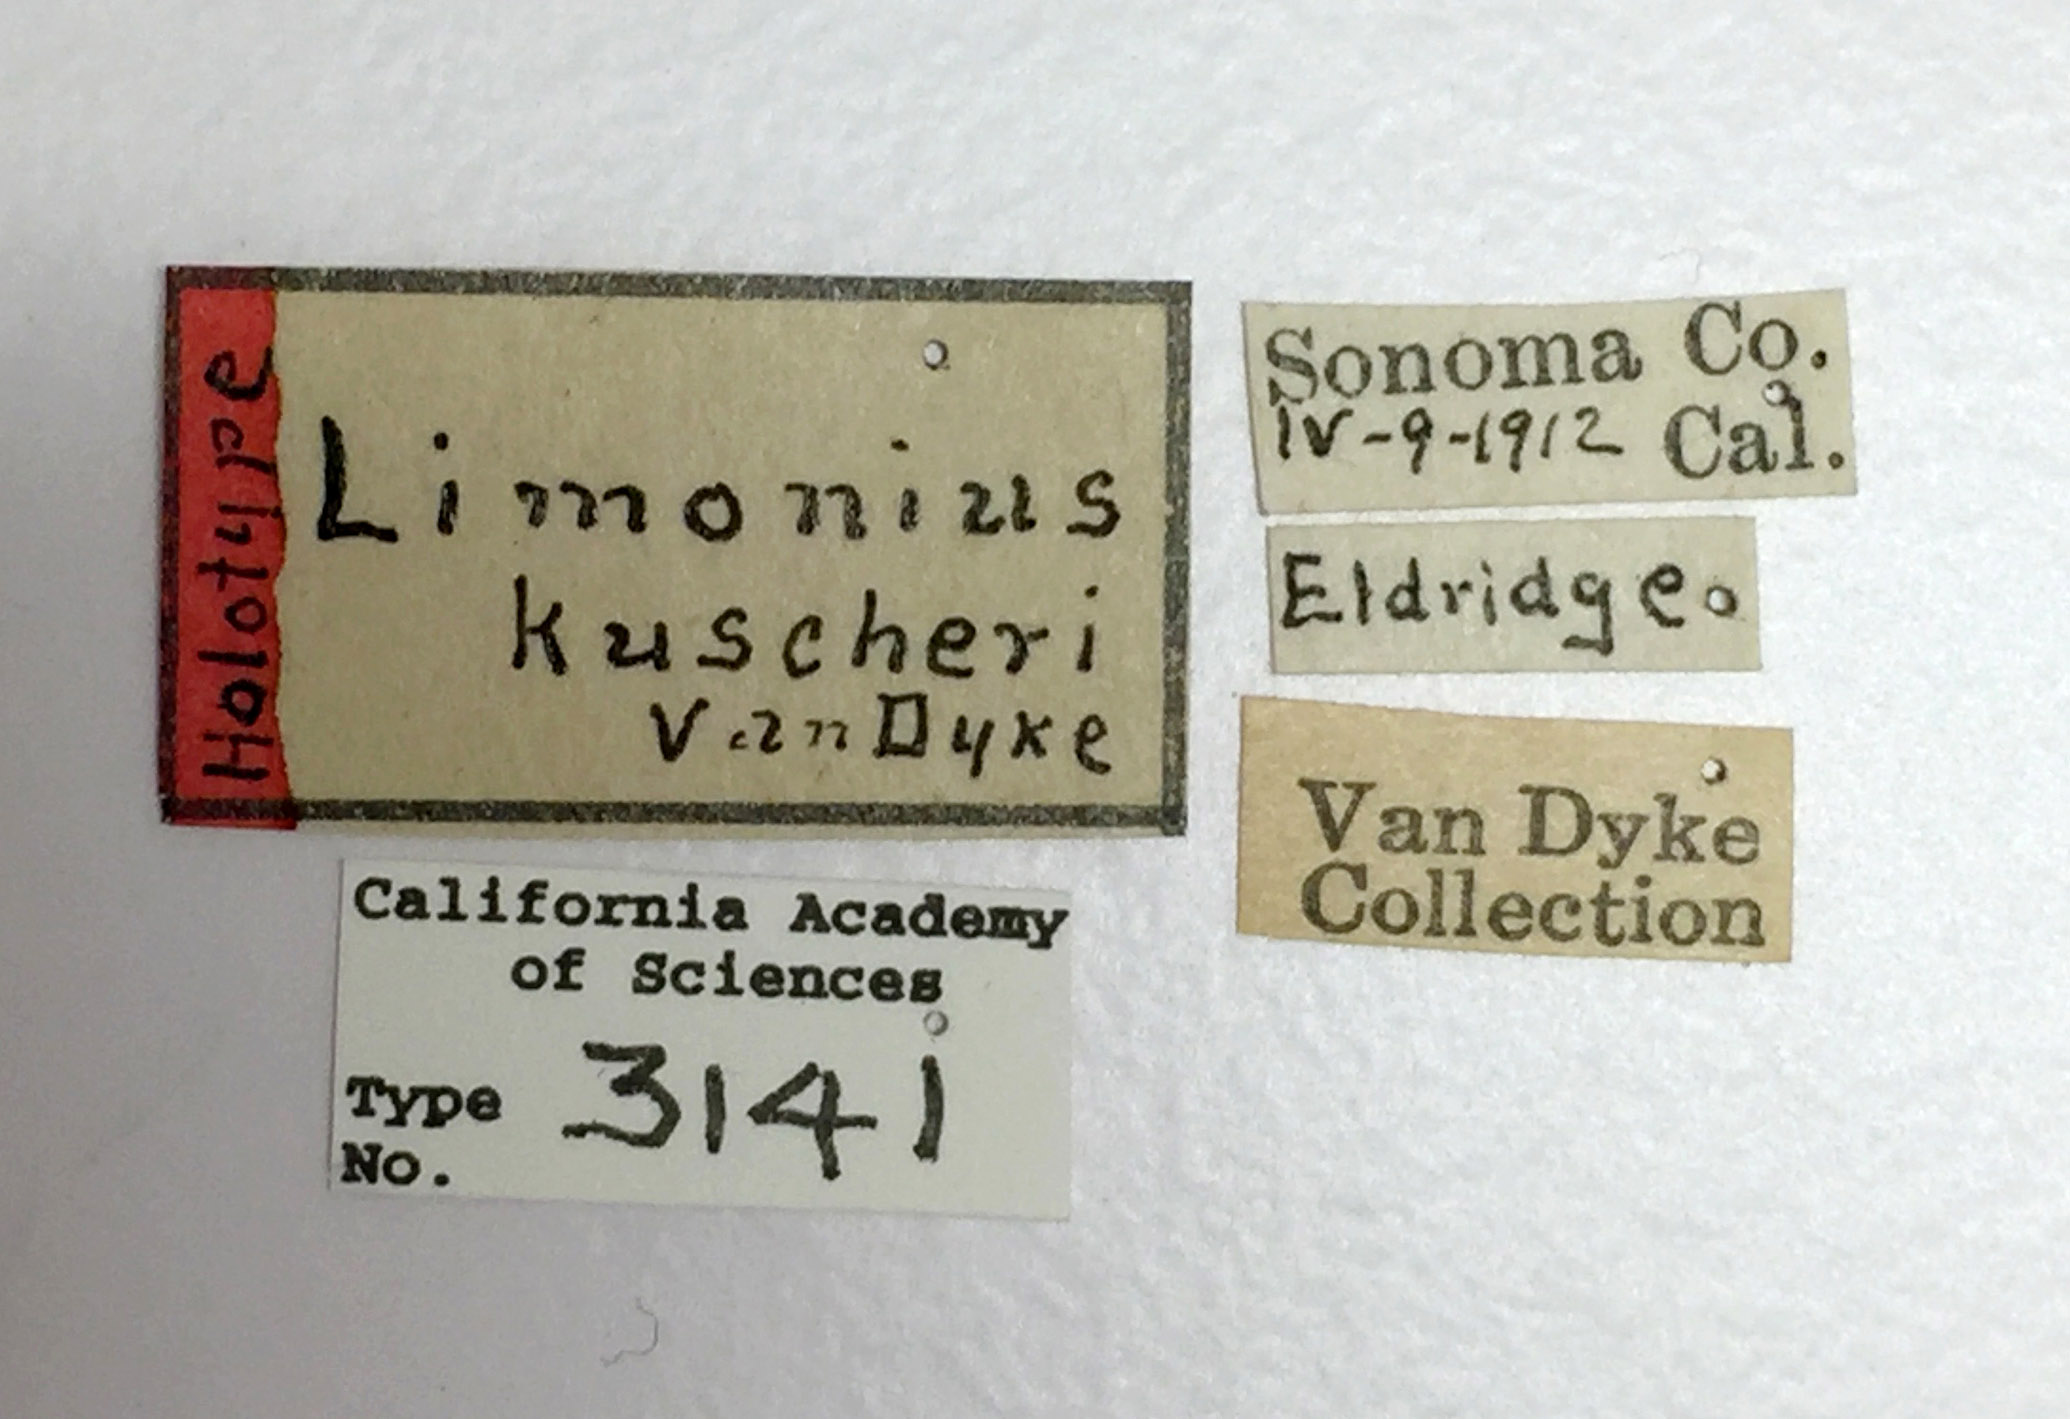 Holotype
Limonius
kuscheri
Van Dyke
California Academy
of Sciences
Type
No. 3141
Sonoma Co.
IV-9-1912 Cal.
Eldridge
Van Dyke
Collection